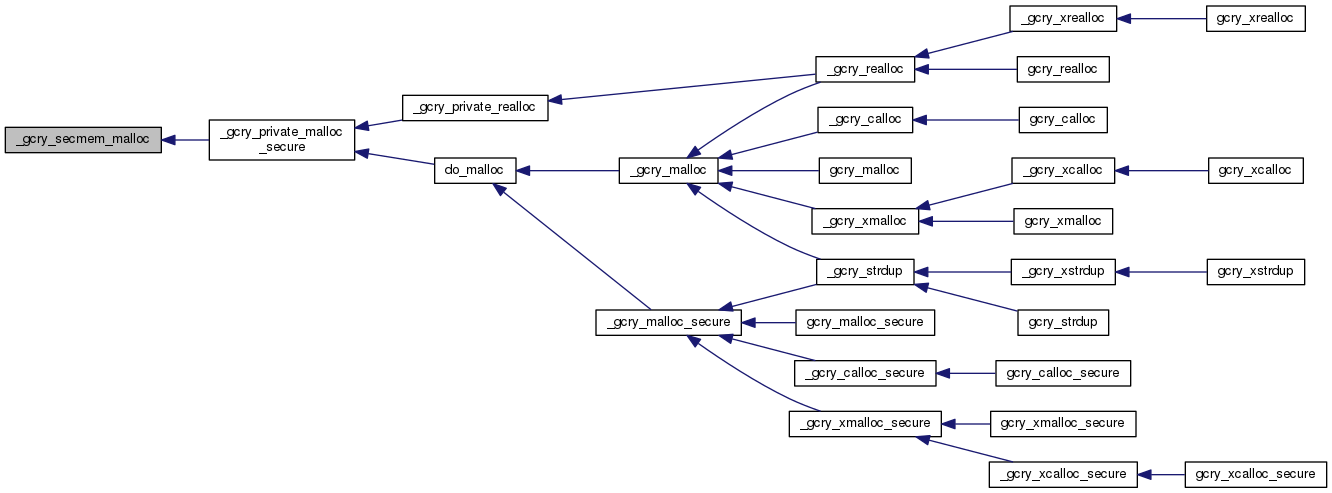 _gcry_xrealloc
gcry_xrealloc
_gcry_realloc
gcry_realloc
_gcry_private_realloc
_gcry_calloc
gcry_calloc
_gcry_secmem_malloc
_gcry_private_malloc
_secure
do_malloc
_gcry_malloc
gcry_malloc
_gcry_xcalloc
gcry_xcalloc
_gcry_xmalloc
gcry_xmalloc
_gcry_strdup
_gcry_xstrdup
gcry_xstrdup
gcry_strdup
_gcry_malloc_secure
gcry_malloc_secure
_gcry_calloc_secure
gcry_calloc_secure
_gcry_xmalloc_secure
gcry_xmalloc_secure
_gcry_xcalloc_secure
gcry_xcalloc_secure